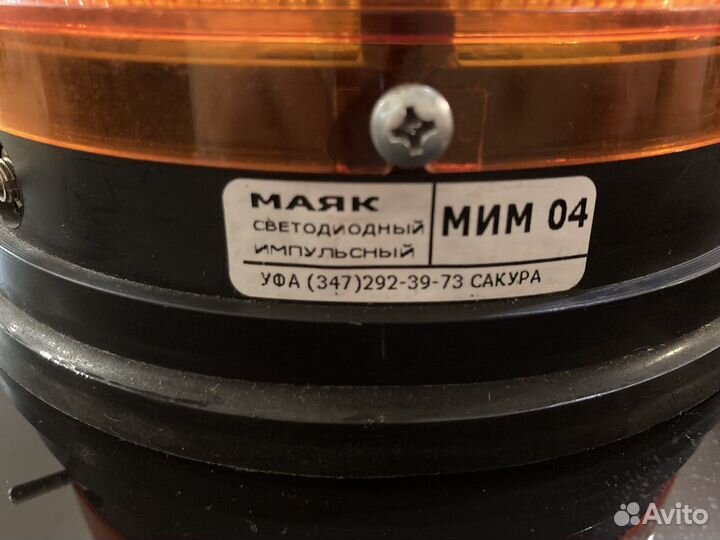 МАЯК
СВЕТОДИОДНЫЙ
ИМПУЛЬСНЫЙ
МИМ 04
УФА (347)292-39-73 САКУРА
Avito